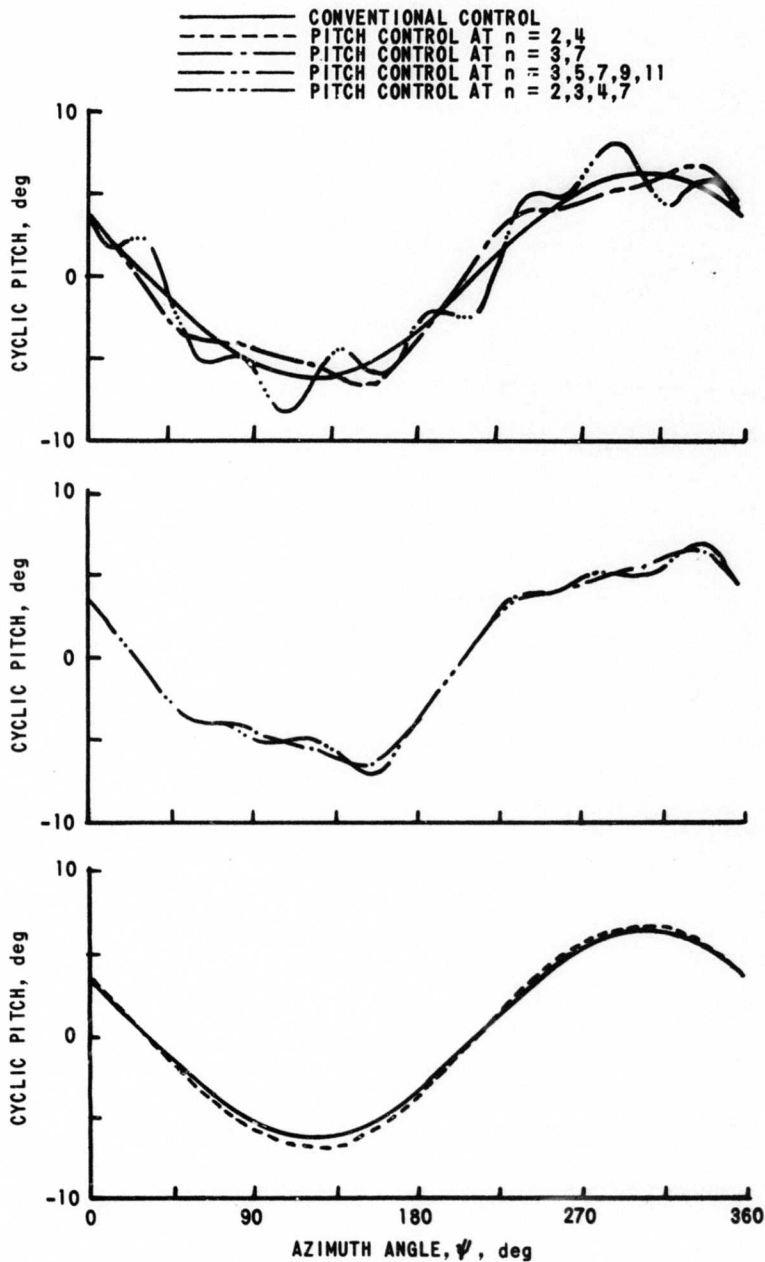 CONVENTIONAL CONTROL
PITCH CONTROL AT n = 2,4
PITCH CONTROL AT n = 3,7
PITCH CONTROL AT n = 3,5,7,9,11
PITCH CONTROL AT n = 2,3,4,7
10
0
-10
CYCLIC PITCH, deg
10
0
-10
CYCLIC PITCH, deg
10
0
-10
CYCLIC PITCH, deg
0 90 180 270 360
AZIMUTH ANGLE, ψ, deg